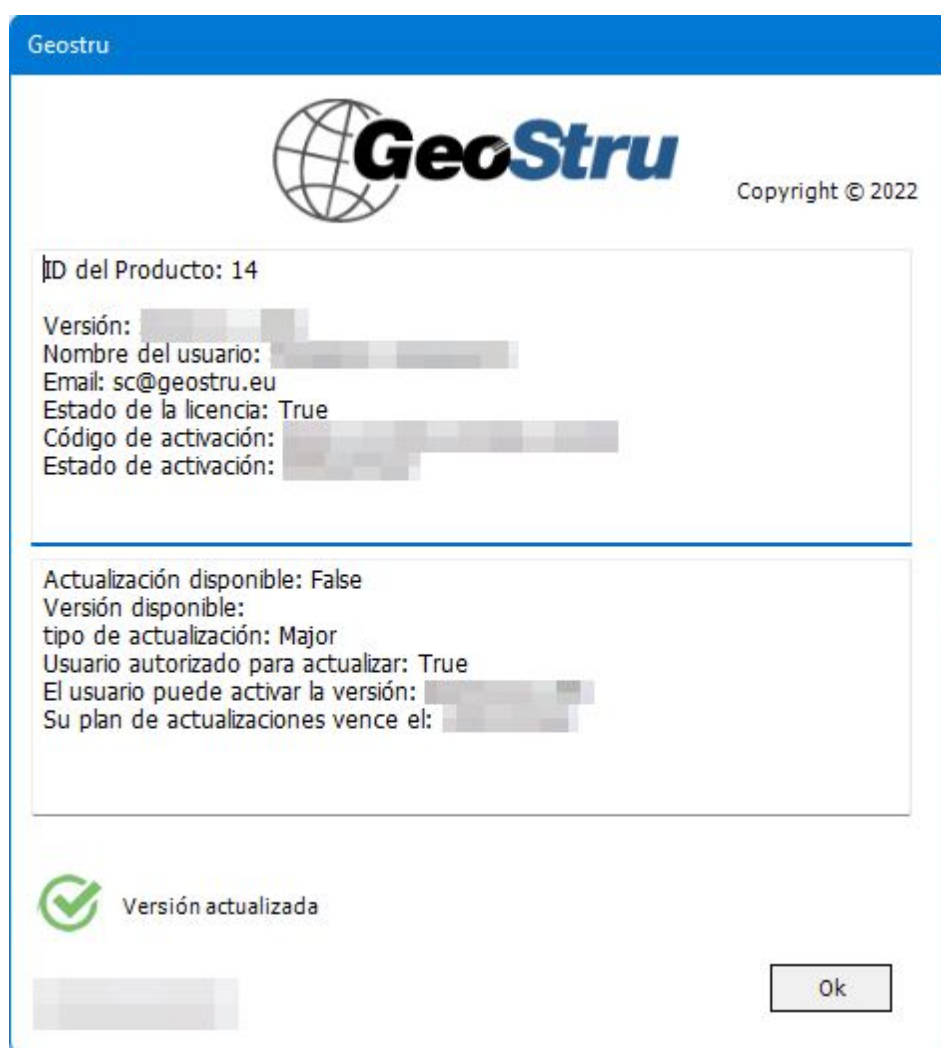 Geostru
GeoStru
Copyright © 2022
ID del Producto: 14
Versión:
Nombre del usuario:
Email: sc@geostru.eu
Estado de la licencia: True
Código de activación:
Estado de activación:
Actualización disponible: False
Versión disponible:
tipo de actualización: Major
Usuario autorizado para actualizar: True
El usuario puede activar la versión:
Su plan de actualizaciones vence el:
Versión actualizada
Ok